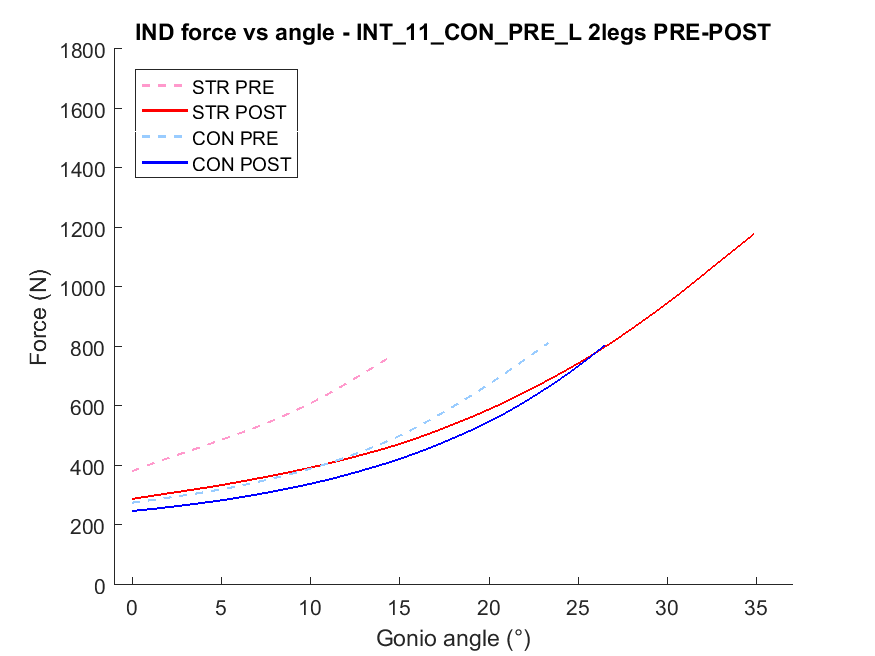 IND force vs angle - INT_11_CON_PRE_L 2legs PRE-POST
1800
1600
1400
1200
1000
800
600
400
200
0
Force (N)
STR PRE
STR POST
CON PRE
CON POST
0 5 10 15 20 25 30 35
Gonio angle (°)